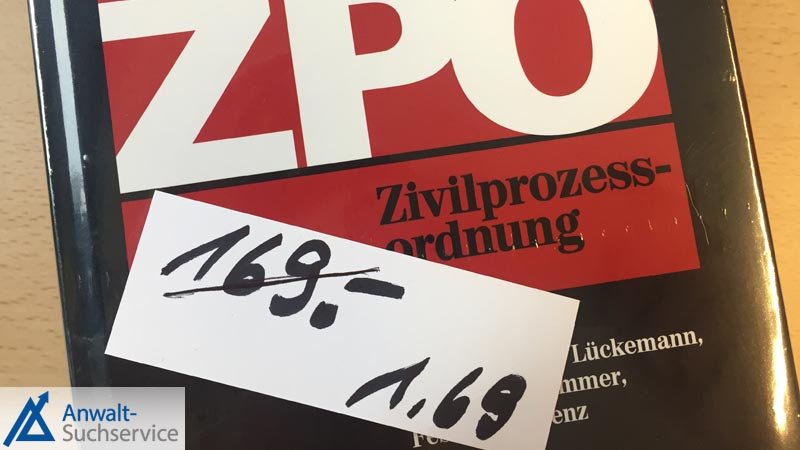 ZPO
Zivilprozess-
ordnung
169.-
1,69
Lückemann,
Anwalt-
Suchservice